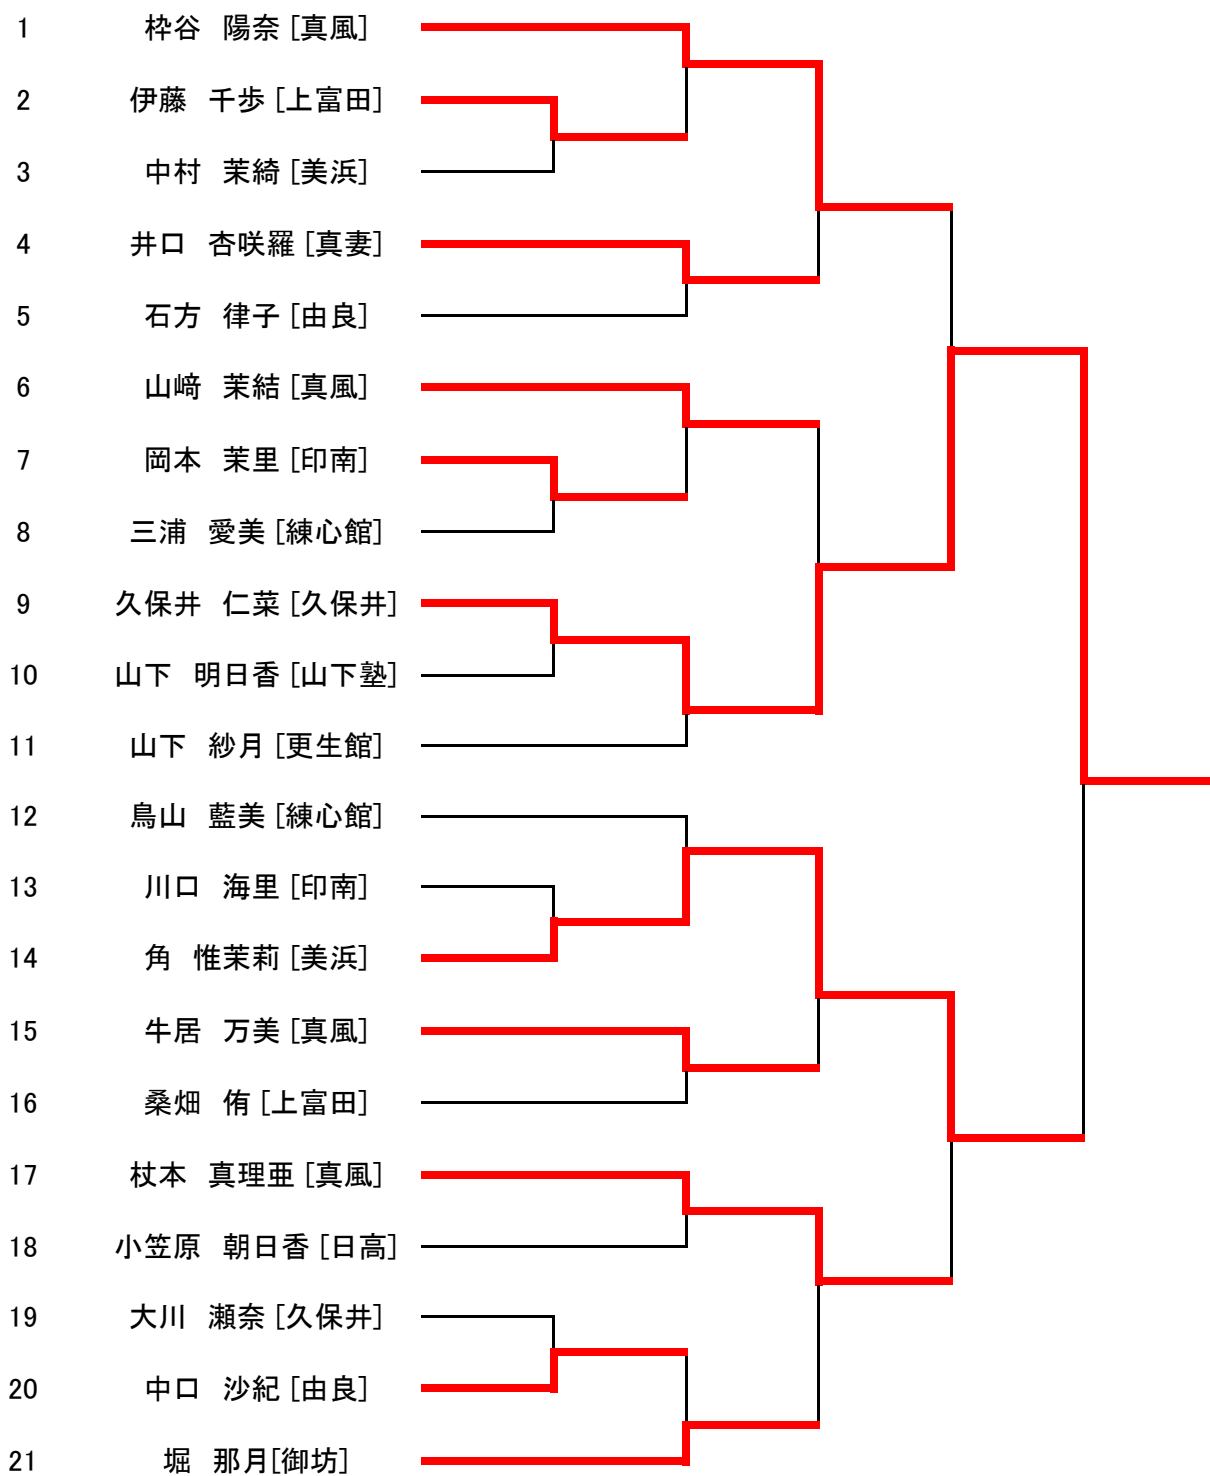 1 枠谷 陽奈 [真風]
2 伊藤 千歩 [上富田]
3 中村 茉綺 [美浜]
4 井口 杏咲羅 [真妻]
5 石方 律子 [由良]
6 山﨑 茉結 [真風]
7 岡本 茉里 [印南]
8 三浦 愛美 [練心館]
9 久保井 仁菜 [久保井]
10 山下 明日香 [山下塾]
11 山下 紗月 [更生館]
12 鳥山 藍美 [練心館]
13 川口 海里 [印南]
14 角 惟茉莉 [美浜]
15 牛居 万美 [真風]
16 桑畑 侑 [上富田]
17 杖本 真理亜 [真風]
18 小笠原 朝日香 [日高]
19 大川 瀬奈 [久保井]
20 中口 沙紀 [由良]
21 堀 那月[御坊]